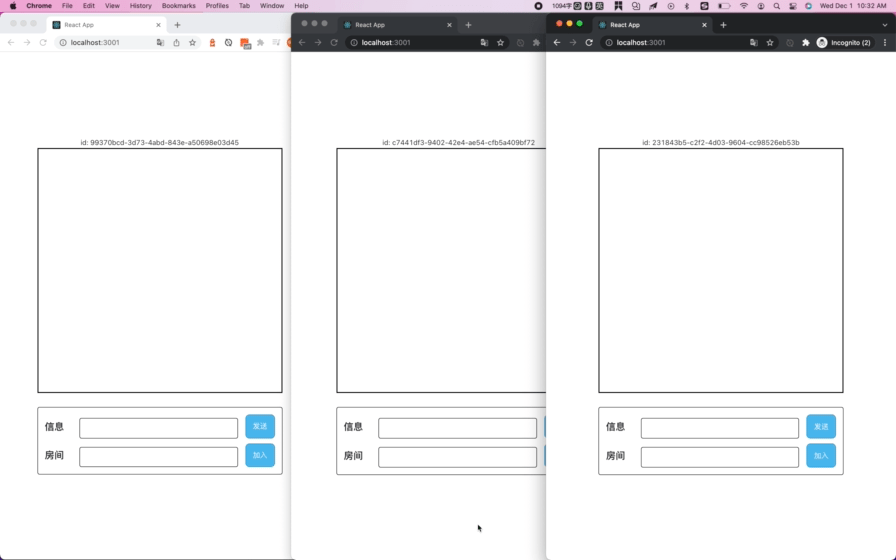 Chrome File Edit View History Bookmarks Profiles Tab Window Help 1094字 Wed Dec 1 10:32 AM
React App
localhost:3001
id: 99370bcd-3d73-4abd-843e-a50698e03d45
信息 发送
房间 加入
React App
localhost:3001
id: c7441df3-9402-42e4-ae54-cfb5a409bf72
信息
房间
React App
localhost:3001 Incognito (2)
id: 231843b5-c2f2-4d03-9604-cc98526eb53b
信息 发送
房间 加入